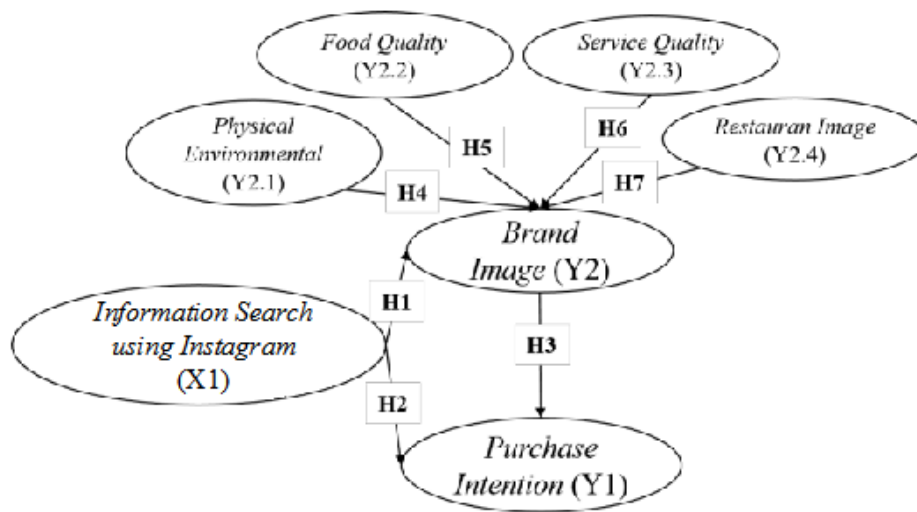 Food Quality
(Y2.2)
Service Quality
(Y2.3)
Physical
Environmental
(Y2.1)
Restauran Image
(Y2.4)
H5
H6
H4
H7
Brand
Image (Y2)
H1
Information Search
using Instagram
(X1)
H3
H2
Purchase
Intention (Y1)